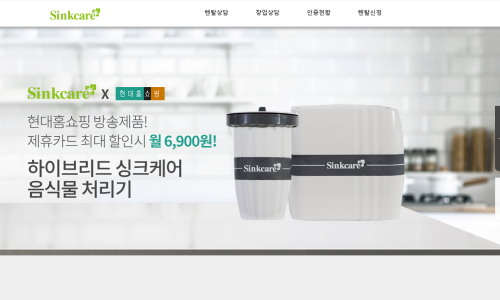 Sinkcare
렌탈상담 창업상담 인증현황 렌탈신청
Sinkcare X 현대홈쇼핑
현대홈쇼핑 방송제품!
제휴카드 최대 할인시 월 6,900원!
하이브리드 싱크케어
음식물 처리기
Sinkcare
Sinkcare